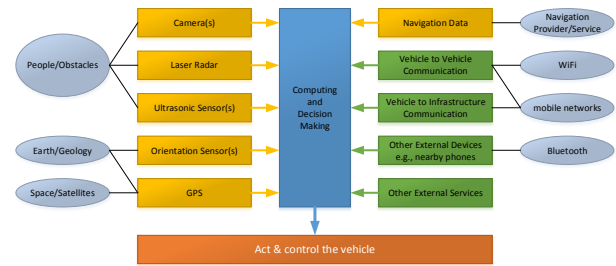 People/Obstacles
Earth/Geology
Space/Satellites
Camera(s)
Laser Radar
Ultrasonic Sensor(s)
Orientation Sensor(s)
GPS
Computing
and
Decision
Making
Navigation Data
Vehicle to Vehicle
Communication
Vehicle to Infrastructure
Communication
Other External Devices
e.g., nearby phones
Other External Services
Navigation
Provider/Service
WiFi
mobile networks
Bluetooth
Act & control the vehicle